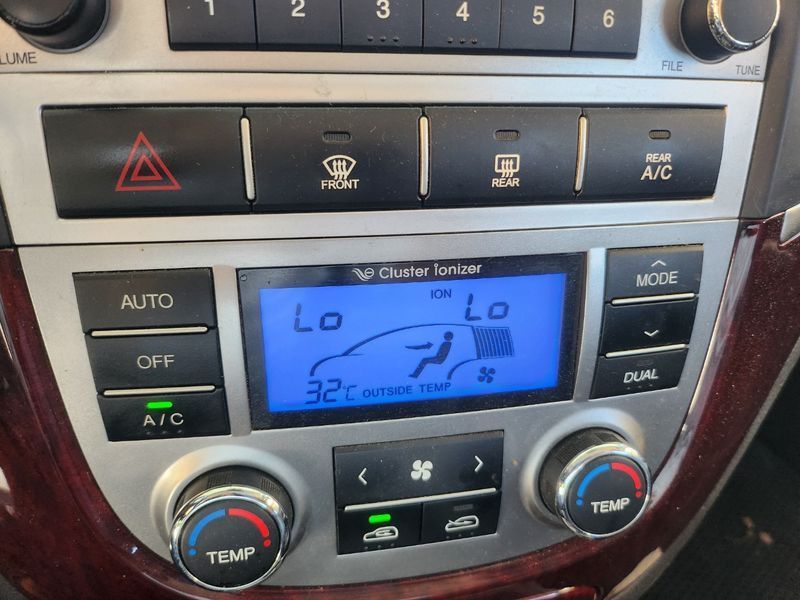 1 2 3 4 5 6
LUME
FILE
TUNE
FRONT
REAR
REAR
A/C
Cluster ionizer
AUTO
OFF
A/C
ION
Lo
Lo
32°C OUTSIDE TEMP
MODE
DUAL
TEMP
TEMP